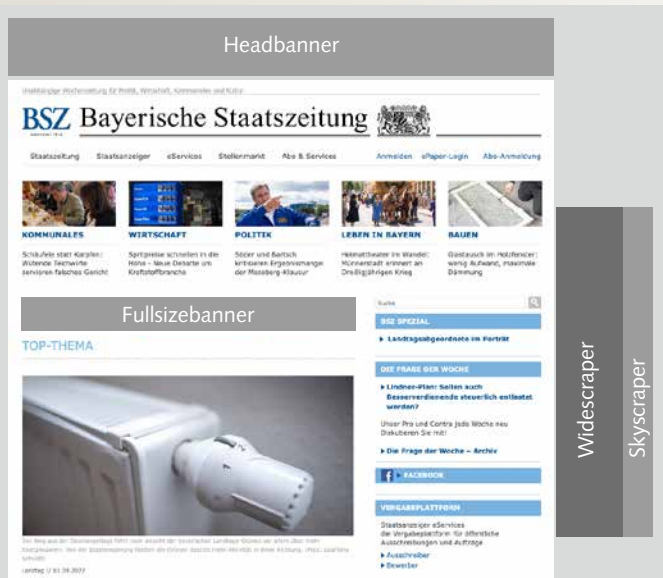 Headbanner
Unabhängige Wochenzeitung für Politik, Wirtschaft, Kommunales und Kultur
BSZ Bayerische Staatszeitung
Staatszeitung Staatsanzeiger eServices Stellenmarkt Abo & Services Anmelden ePaper-Login Abo-Anmeldung
KOMMUNALES
Schäufele statt Karpfen:
Wütende Teichwirte
servieren falsches Gericht
WIRTSCHAFT
Spritpreise schnellen in die
Höhe – Neue Debatte um
Kraftstoffbranche
POLITIK
Söder und Bartsch
kritisieren Ergebnismangel
der Meseberg-Klausur
LEBEN IN BAYERN
Heimattheater im Wandel:
Münnerstadt erinnert an
Dreißigjährigen Krieg
BAUEN
Glastausch im Holzfenster:
wenig Aufwand, maximale
Dämmung
Fullsizebanner
TOP-THEMA
Suche
BSZ SPEZIAL
Landtagsabgeordnete im Porträt
DIE FRAGE DER WOCHE
Lindner-Plan: Sollen auch
Besserverdienende steuerlich entlastet
werden?
Unser Pro und Contra jede Woche neu
Diskutieren Sie mit!
Die Frage der Woche – Archiv
FACEBOOK
VERGABEPLATTFORM
Staatsanzeiger eServices
die Vergabeplattform für öffentliche
Ausschreibungen und Aufträge
Ausschreiber
Bewerber
Widescraper
Skyscraper